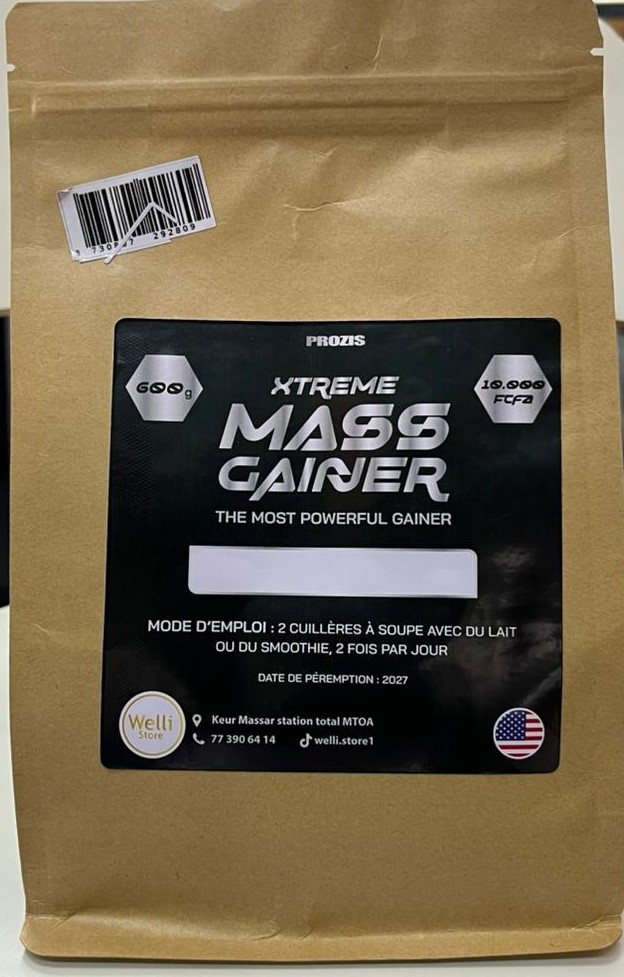 292809
PROZIS
600g
10.000
FCFA
XTREME
MASS
GAINER
THE MOST POWERFUL GAINER
MODE D'EMPLOI : 2 CUILLÈRES À SOUPE AVEC DU LAIT
OU DU SMOOTHIE, 2 FOIS PAR JOUR
DATE DE PÉREMPTION : 2027
Welli
Store
Keur Massar station total MTOA
77 390 64 14 welli.store1